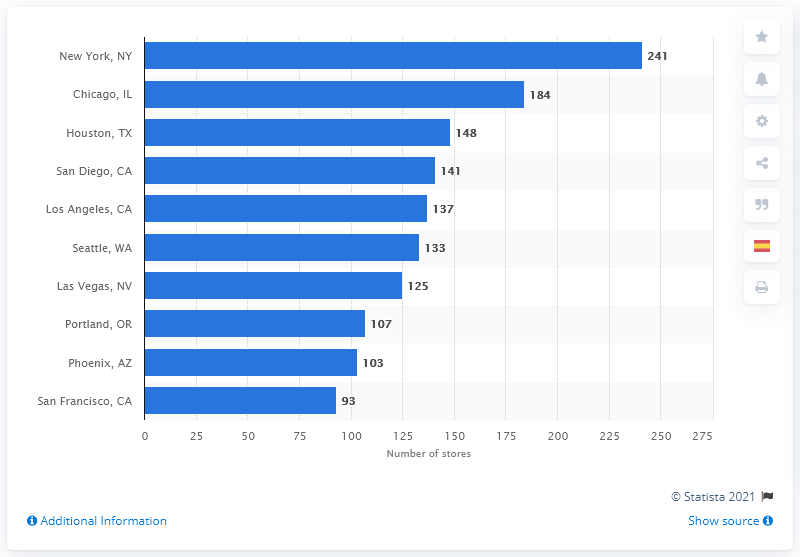 New York, NY 241
Chicago, IL 184
Houston, TX 148
San Diego, CA 141
Los Angeles, CA 137
Seattle, WA 133
Las Vegas, NV 125
Portland, OR 107
Phoenix, AZ 103
San Francisco, CA 93
0 25 50 75 100 125 150 175 200 225 250 275
Number of stores
© Statista 2021
Additional Information
Show source